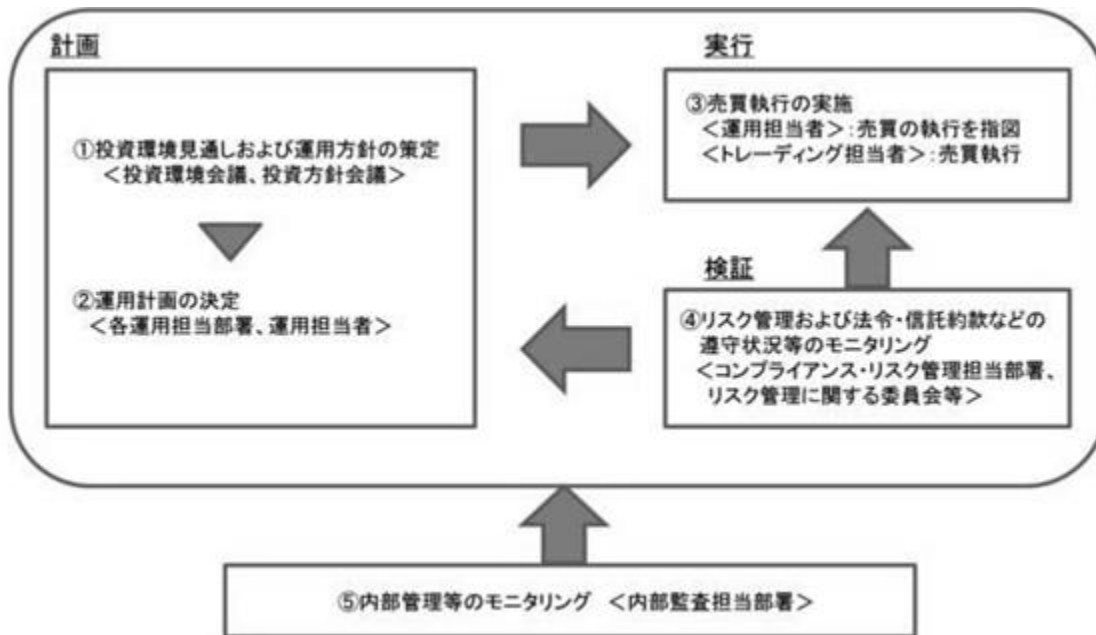 計画
①投資環境見通しおよび運用方針の策定
＜投資環境会議、投資方針会議＞
②運用計画の決定
＜各運用担当部署、運用担当者＞
実行
③売買執行の実施
＜運用担当者＞：売買の執行を指図
＜トレーディング担当者＞：売買執行
検証
④リスク管理および法令・信託約款などの
遵守状況等のモニタリング
＜コンプライアンス・リスク管理担当部署、
リスク管理に関する委員会等＞
⑤内部管理等のモニタリング ＜内部監査担当部署＞